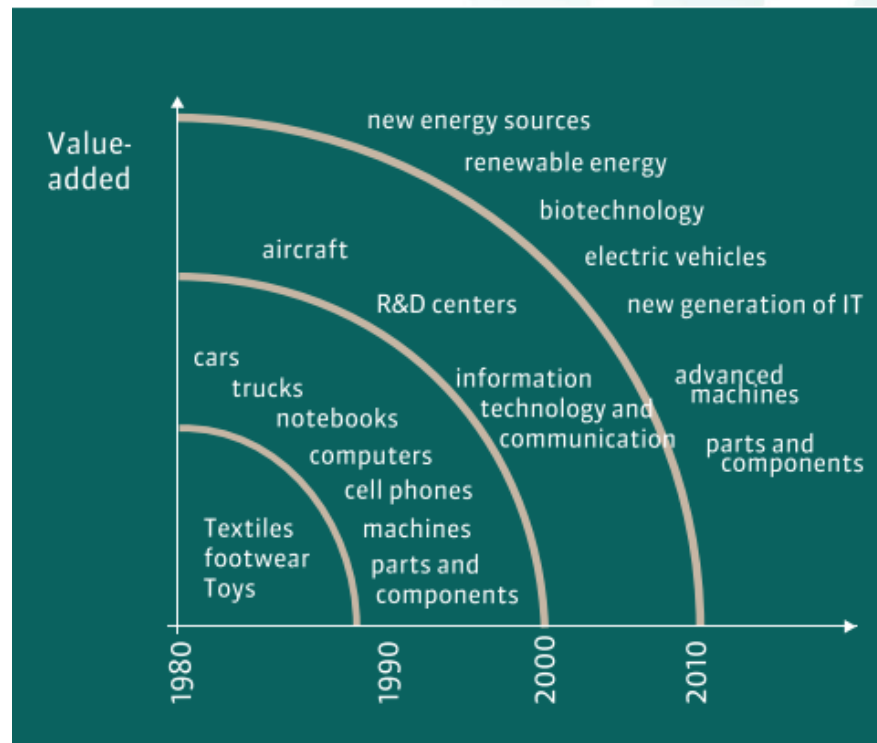 Value-
added
new energy sources
renewable energy
biotechnology
electric vehicles
new generation of IT
advanced
machines
parts and
components
aircraft
R&D centers
information
technology and
communication
cars
trucks
notebooks
computers
cell phones
machines
parts and
components
Textiles
footwear
Toys
1980
1990
2000
2010